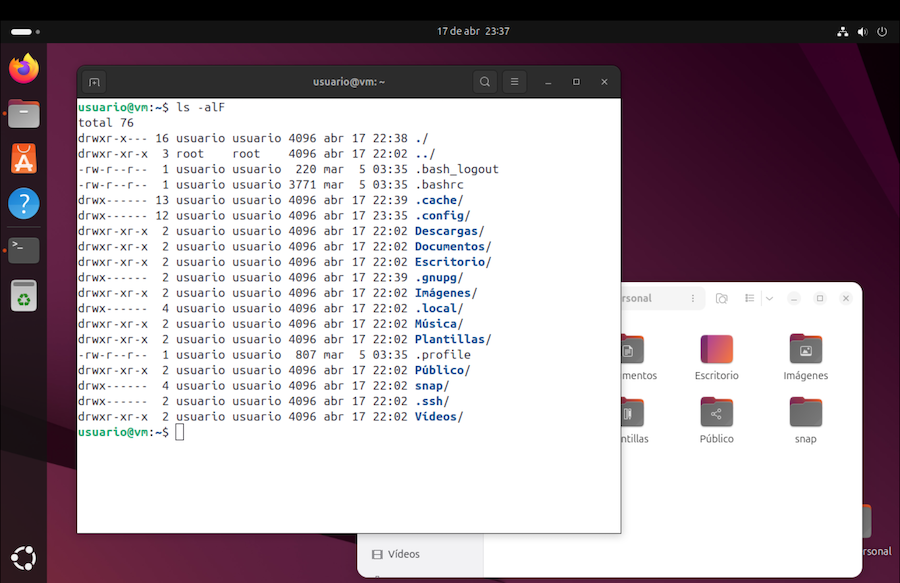 17 de abr 23:37
usuario@vm: ~
usuario@vm:~$ ls -alF
total 76
drwxr-x--- 16 usuario usuario 4096 abr 17 22:38 ./
drwxr-xr-x  3 root    root    4096 abr 17 22:02 ../
-rw-r--r--  1 usuario usuario  220 mar  5 03:35 .bash_logout
-rw-r--r--  1 usuario usuario 3771 mar  5 03:35 .bashrc
drwx------ 13 usuario usuario 4096 abr 17 22:39 .cache/
drwx------ 12 usuario usuario 4096 abr 17 23:35 .config/
drwxr-xr-x  2 usuario usuario 4096 abr 17 22:02 Descargas/
drwxr-xr-x  2 usuario usuario 4096 abr 17 22:02 Documentos/
drwxr-xr-x  2 usuario usuario 4096 abr 17 22:02 Escritorio/
drwx------  2 usuario usuario 4096 abr 17 22:39 .gnupg/
drwxr-xr-x  2 usuario usuario 4096 abr 17 22:02 Imágenes/
drwx------  4 usuario usuario 4096 abr 17 22:02 .local/
drwxr-xr-x  2 usuario usuario 4096 abr 17 22:02 Música/
drwxr-xr-x  2 usuario usuario 4096 abr 17 22:02 Plantillas/
-rw-r--r--  1 usuario usuario  807 mar  5 03:35 .profile
drwxr-xr-x  2 usuario usuario 4096 abr 17 22:02 Público/
drwx------  4 usuario usuario 4096 abr 17 22:02 snap/
drwx------  2 usuario usuario 4096 abr 17 22:02 .ssh/
drwxr-xr-x  2 usuario usuario 4096 abr 17 22:02 Vídeos/
usuario@vm:~$
rsonal
mentos Escritorio Imágenes
ntillas Público snap
Vídeos
rsonal